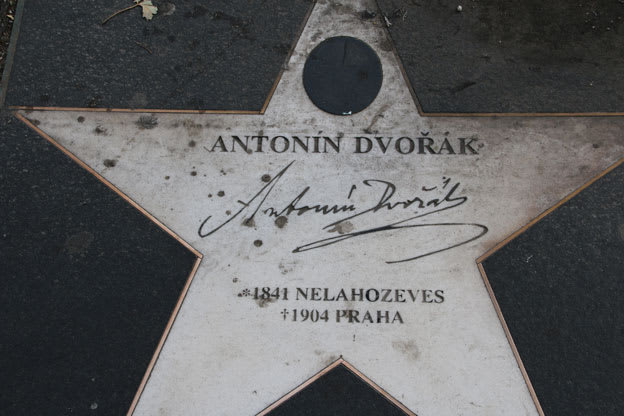 ANTONÍN DVOŘÁK
Antonín Dvořák
*1841 NELAHOZEVES
†1904 PRAHA